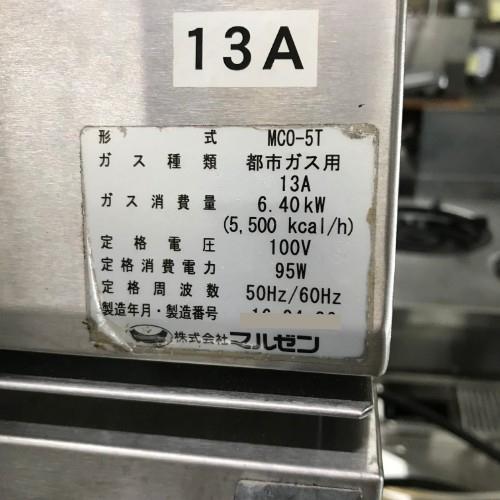 13A
形 式 MCO-5T
ガス種類 都市ガス用
13A
ガス消費量 6.40kW
(5,500 kcal/h)
定格電圧 100V
定格消費電力 95W
定格周波数 50Hz/60Hz
製造年月・製造番号
株式会社マルゼン